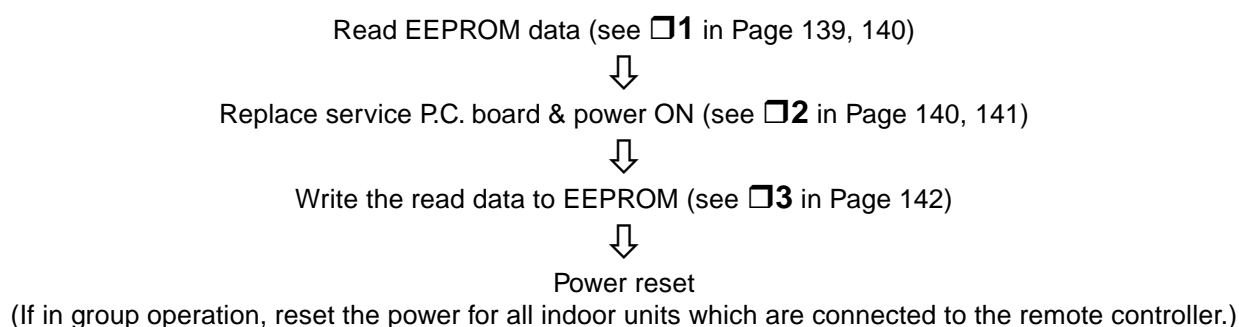 Read EEPROM data (see ❒1 in Page 139, 140)
⇩
Replace service P.C. board & power ON (see ❒2 in Page 140, 141)
⇩
Write the read data to EEPROM (see ❒3 in Page 142)
⇩
Power reset
(If in group operation, reset the power for all indoor units which are connected to the remote controller.)